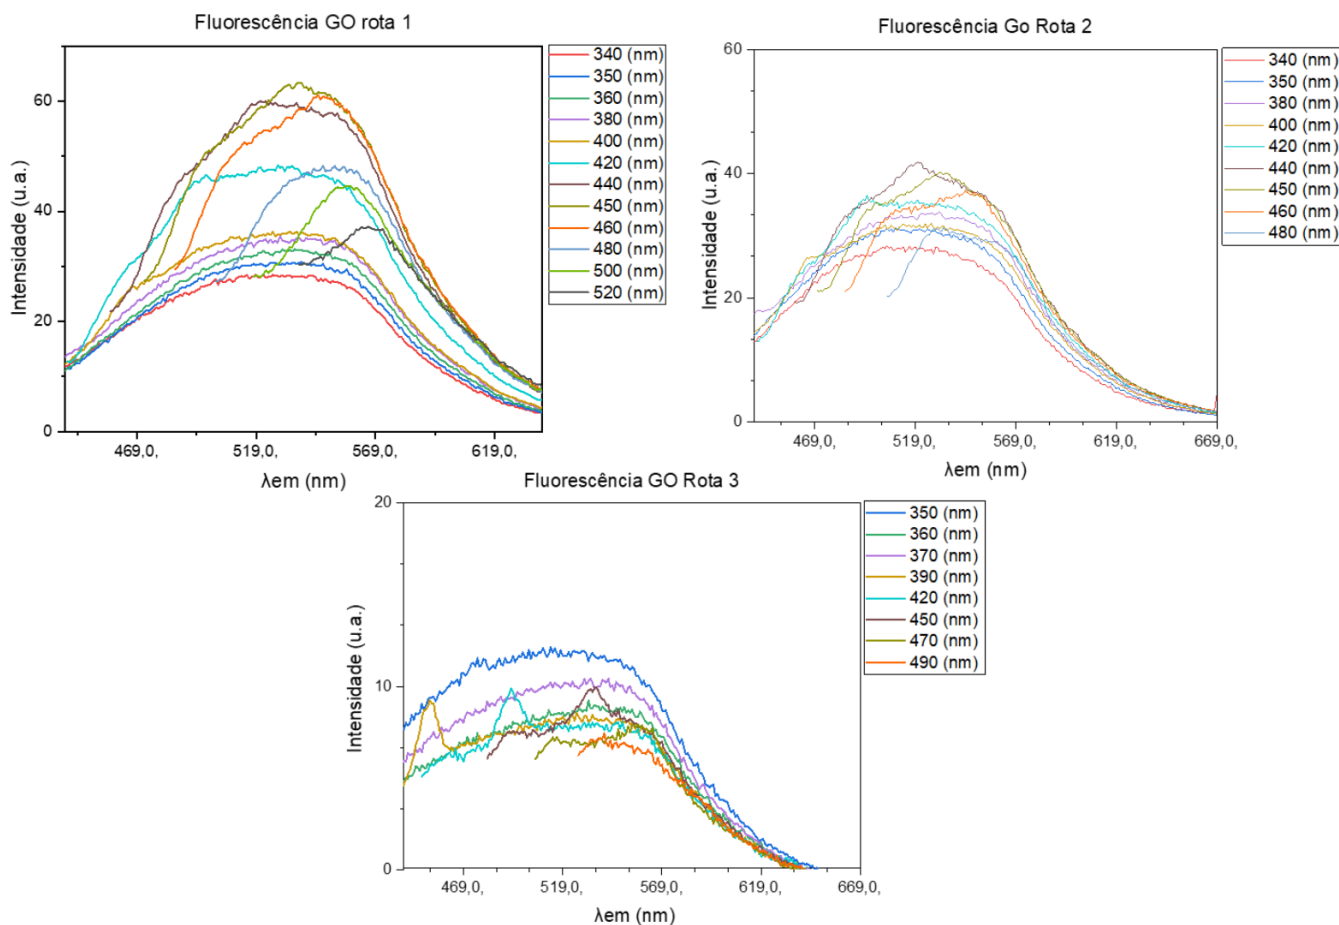 Fluorescência GO rota 1
Intensidade (u.a.)
60
40
20
0
469,0,
519,0,
569,0,
619,0,
λem (nm)
340 (nm)
350 (nm)
360 (nm)
380 (nm)
400 (nm)
420 (nm)
440 (nm)
450 (nm)
460 (nm)
480 (nm)
500 (nm)
520 (nm)
Fluorescência Go Rota 2
Intensidade (u.a.)
60
40
20
0
469,0,
519,0,
569,0,
619,0,
669,0,
λem (nm)
340 (nm)
350 (nm)
380 (nm)
400 (nm)
420 (nm)
440 (nm)
450 (nm)
460 (nm)
480 (nm)
Fluorescência GO Rota 3
Intensidade (u.a.)
20
10
0
469,0,
519,0,
569,0,
619,0,
669,0,
λem (nm)
350 (nm)
360 (nm)
370 (nm)
390 (nm)
420 (nm)
450 (nm)
470 (nm)
490 (nm)